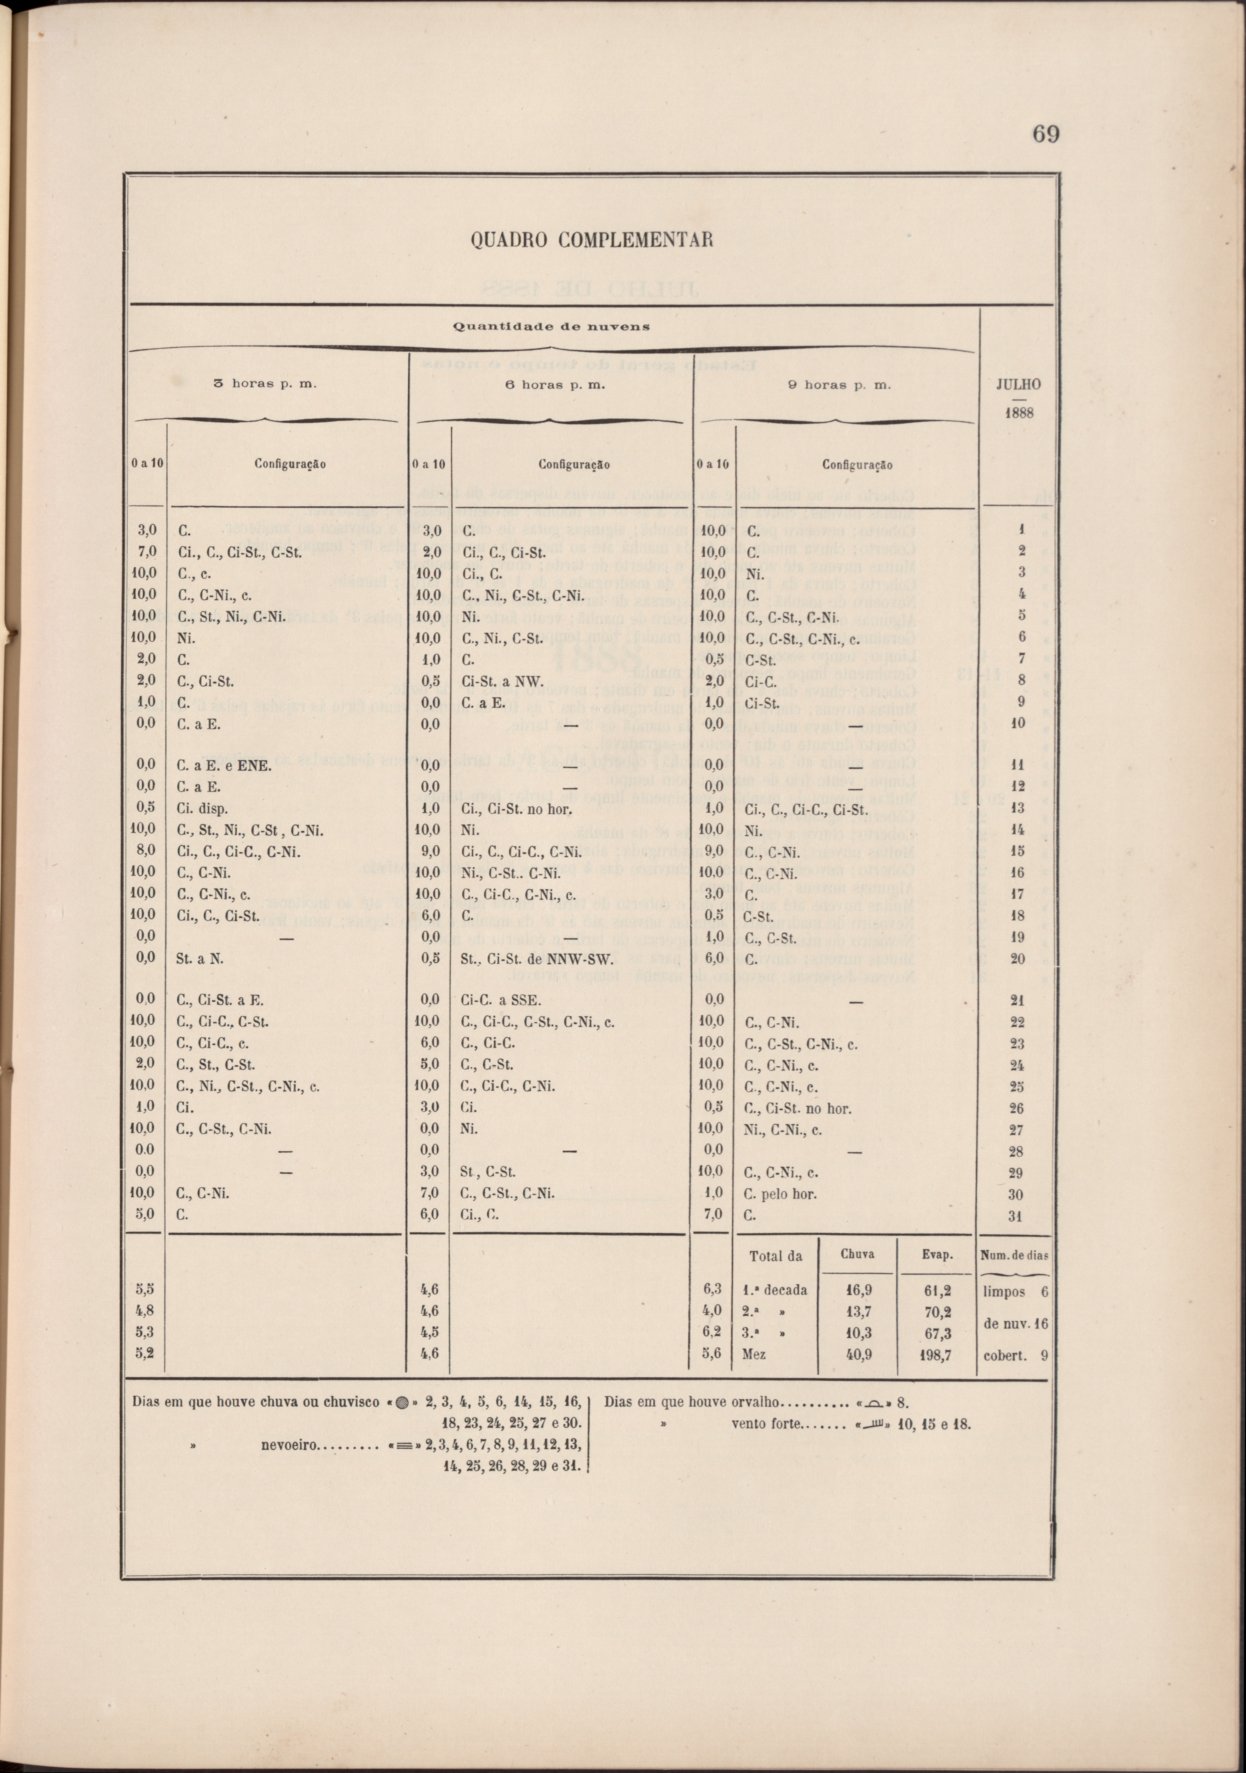 69
QUADRO COMPLEMENTAR
Quantidade de nuvens
3 horas p. m. 6 horas p. m. 9 horas p. m. JULHO
1888
0 a 10 Configuração 0 a 10 Configuração 0 a 10 Configuração
3,0 C. 3,0 C. 10,0 C. 1
7,0 Ci., C., Ci-St., C-St. 2,0 Ci., C., Ci-St. 10,0 C. 2
10,0 C., c. 10,0 Ci., C. 10,0 Ni. 3
10,0 C., C-Ni., c. 10,0 C., Ni., C-St., C-Ni. 10,0 C. 4
10,0 C., St., Ni., C-Ni. 10,0 Ni. 10,0 C., C-St., C-Ni. 5
10,0 Ni. 10,0 C., Ni., C-St. 10,0 C., C-St., C-Ni., c. 6
2,0 C. 1,0 C. 0,5 C-St. 7
2,0 C., Ci-St. 0,5 Ci-St. a NW. 2,0 Ci-C. 8
1,0 C. 0,0 C. a E. 1,0 Ci-St. 9
0,0 C. a E. 0,0 — 0,0 — 10
0,0 C. a E. e ENE. 0,0 — 0,0 — 11
0,0 C. a E. 0,0 — 0,0 — 12
0,5 Ci. disp. 1,0 Ci., Ci-St. no hor. 1,0 Ci., C., Ci-C., Ci-St. 13
10,0 C., St., Ni., C-St , C-Ni. 10,0 Ni. 10,0 Ni. 14
8,0 Ci., C., Ci-C., C-Ni. 9,0 Ci., C., Ci-C., C-Ni. 9,0 C., C-Ni. 15
10,0 C., C-Ni. 10,0 Ni., C-St.. C-Ni. 10.0 C., C-Ni. 16
10,0 C., C-Ni., c. 10,0 C., Ci-C., C-Ni., c. 3,0 C. 17
10,0 Ci., C., Ci-St. 6,0 C. 0,5 C-St. 18
0,0 — 0,0 — 1,0 C., C-St. 19
0,0 St. a N. 0,5 St., Ci-St. de NNW-SW. 6,0 C. 20
0,0 C., Ci-St. a E. 0,0 Ci-C. a SSE. 0,0 — 21
10,0 C., Ci-C., C-St. 10,0 C., Ci-C., C-St., C-Ni., c. 10,0 C., C-Ni. 22
10,0 C., Ci-C., c. 6,0 C., Ci-C. 10,0 C., C-St., C-Ni., c. 23
2,0 C., St., C-St. 5,0 C., C-St. 10,0 C., C-Ni., c. 24
10,0 C., Ni., C-St., C-Ni., c. 10,0 C., Ci-C., C-Ni. 10,0 C., C-Ni., c. 25
1,0 Ci. 3,0 Ci. 0,5 C., Ci-St. no hor. 26
10,0 C., C-St., C-Ni. 0,0 Ni. 10,0 Ni., C-Ni., c. 27
0.0 — 0,0 — 0,0 — 28
0,0 — 3,0 St , C-St. 10,0 C., C-Ni., c. 29
10,0 C., C-Ni. 7,0 C., C-St., C-Ni. 1,0 C. pelo hor. 30
5,0 C. 6,0 Ci., C. 7,0 C. 31
Total da Chuva Evap. Num. de dias
5,5 4,6 6,3 1.ª decada 16,9 61,2 limpos 6
4,8 4,6 4,0 2.ª » 13,7 70,2
de nuv. 16
5,3 4,5 6,2 3.ª » 10,3 67,3
5,2 4,6 5,6 Mez 40,9 198,7 cobert. 9
Dias em que houve chuva ou chuvisco « » 2, 3, 4, 5, 6, 14, 15, 16,
18, 23, 24, 25, 27 e 30.
» nevoeiro......... «≡» 2, 3, 4, 6, 7, 8, 9, 11, 12, 13,
14, 25, 26, 28, 29 e 31.
Dias em que houve orvalho.......... « » 8.
» vento forte....... « » 10, 15 e 18.